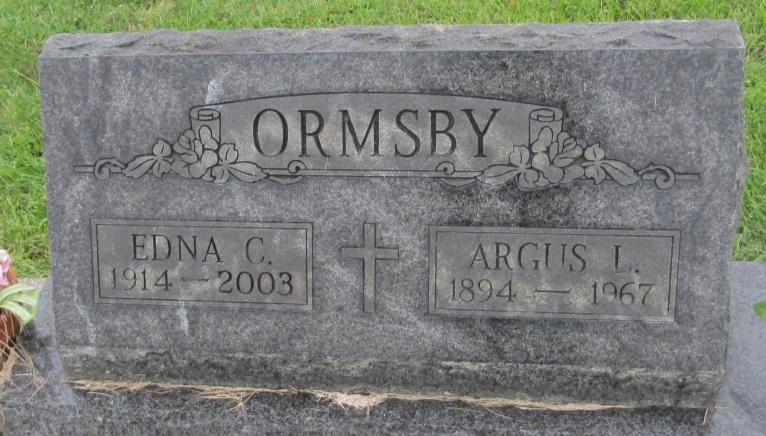 ORMSBY
EDNA C.
1914 — 2003
ARGUS L.
1894 — 1967